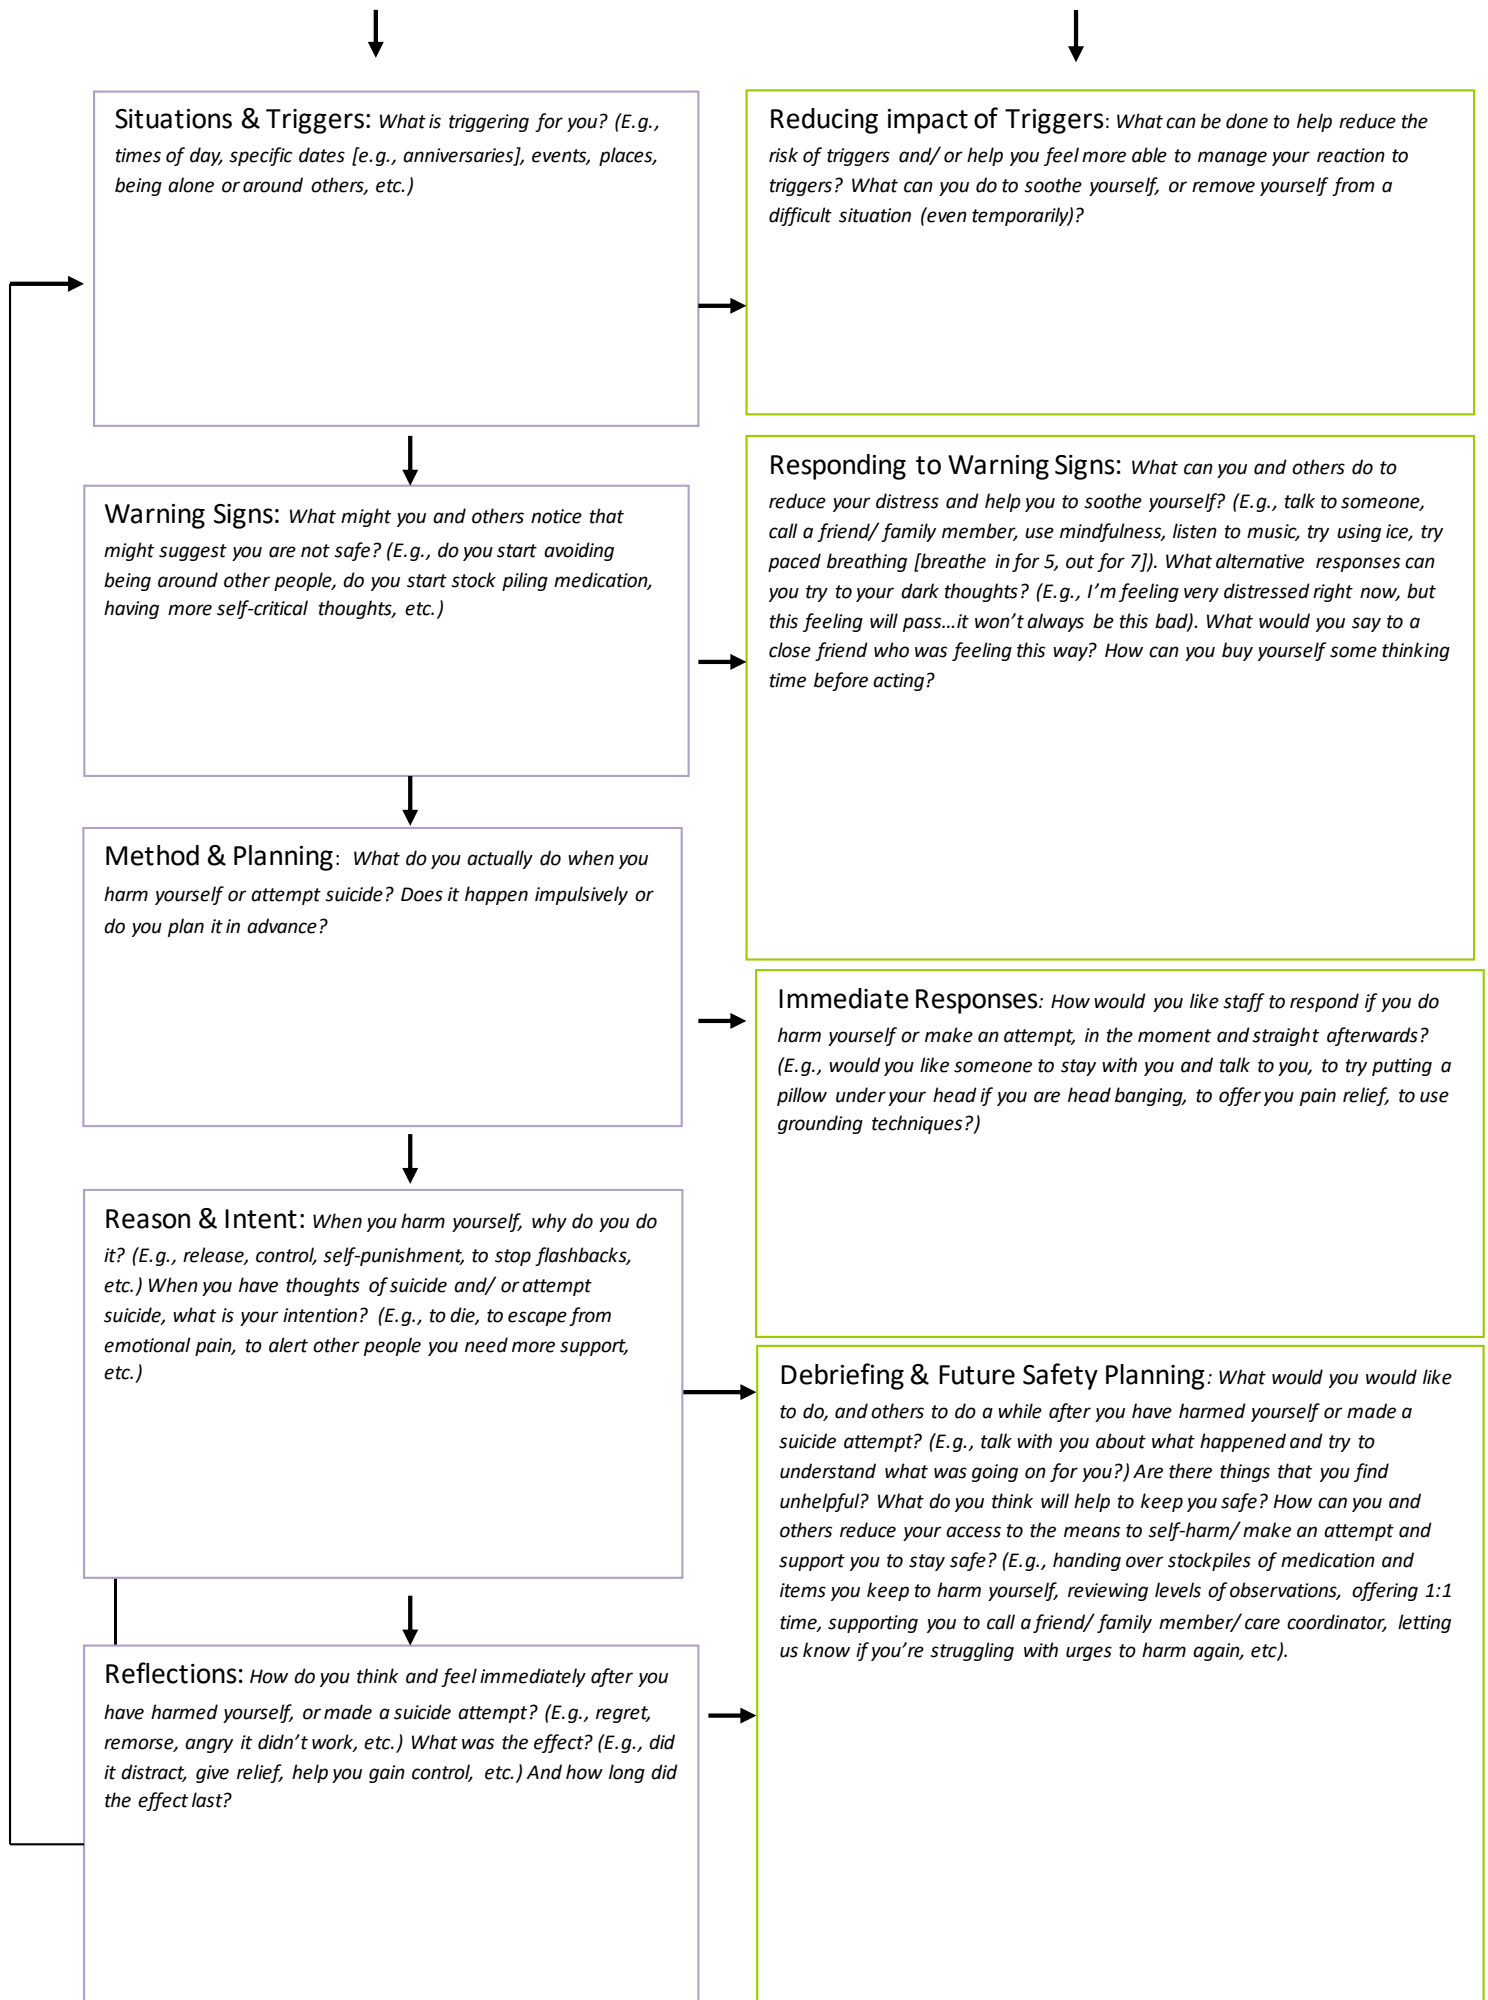 Situations & Triggers: What is triggering for you? (E.g.,
times of day, specific dates [e.g., anniversaries], events, places,
being alone or around others, etc.)
Reducing impact of Triggers: What can be done to help reduce the
risk of triggers and/ or help you feel more able to manage your reaction to
triggers? What can you do to soothe yourself, or remove yourself from a
difficult situation (even temporarily)?
Warning Signs: What might you and others notice that
might suggest you are not safe? (E.g., do you start avoiding
being around other people, do you start stock piling medication,
having more self-critical thoughts, etc.)
Responding to Warning Signs: What can you and others do to
reduce your distress and help you to soothe yourself? (E.g., talk to someone,
call a friend/ family member, use mindfulness, listen to music, try using ice, try
paced breathing [breathe in for 5, out for 7]). What alternative responses can
you try to your dark thoughts? (E.g., I'm feeling very distressed right now, but
this feeling will pass…it won't always be this bad). What would you say to a
close friend who was feeling this way? How can you buy yourself some thinking
time before acting?
Method & Planning: What do you actually do when you
harm yourself or attempt suicide? Does it happen impulsively or
do you plan it in advance?
Immediate Responses: How would you like staff to respond if you do
harm yourself or make an attempt, in the moment and straight afterwards?
(E.g., would you like someone to stay with you and talk to you, to try putting a
pillow under your head if you are head banging, to offer you pain relief, to use
grounding techniques?)
Reason & Intent: When you harm yourself, why do you do
it? (E.g., release, control, self-punishment, to stop flashbacks,
etc.) When you have thoughts of suicide and/ or attempt
suicide, what is your intention? (E.g., to die, to escape from
emotional pain, to alert other people you need more support,
etc.)
Debriefing & Future Safety Planning: What would you would like
to do, and others to do a while after you have harmed yourself or made a
suicide attempt? (E.g., talk with you about what happened and try to
understand what was going on for you?) Are there things that you find
unhelpful? What do you think will help to keep you safe? How can you and
others reduce your access to the means to self-harm/ make an attempt and
support you to stay safe? (E.g., handing over stockpiles of medication and
items you keep to harm yourself, reviewing levels of observations, offering 1:1
time, supporting you to call a friend/ family member/ care coordinator, letting
us know if you're struggling with urges to harm again, etc).
Reflections: How do you think and feel immediately after you
have harmed yourself, or made a suicide attempt? (E.g., regret,
remorse, angry it didn't work, etc.) What was the effect? (E.g., did
it distract, give relief, help you gain control, etc.) And how long did
the effect last?